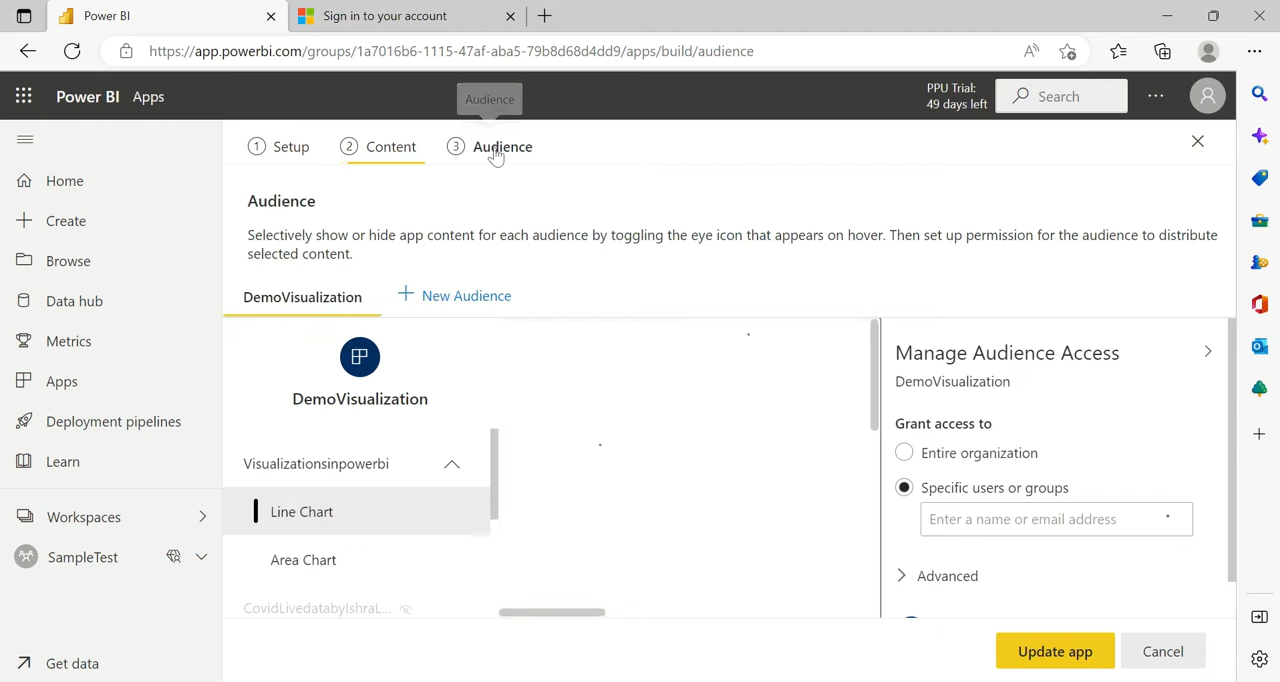 Power BI
Sign in to your account
https://app.powerbi.com/groups/1a7016b6-1115-47af-aba5-79b8d68d4dd9/apps/build/audience
Power BI Apps
Audience
PPU Trial:
49 days left
Search
1 Setup
2 Content
3 Audience
Home
Create
Browse
Data hub
Metrics
Apps
Deployment pipelines
Learn
Workspaces
SampleTest
Get data
Audience
Selectively show or hide app content for each audience by toggling the eye icon that appears on hover. Then set up permission for the audience to distribute
selected content.
DemoVisualization
New Audience
DemoVisualization
Visualizationsinpowerbi
Line Chart
Area Chart
CovidLivedatabyIshraL...
Manage Audience Access
DemoVisualization
Grant access to
Entire organization
Specific users or groups
Enter a name or email address
Advanced
Update app
Cancel